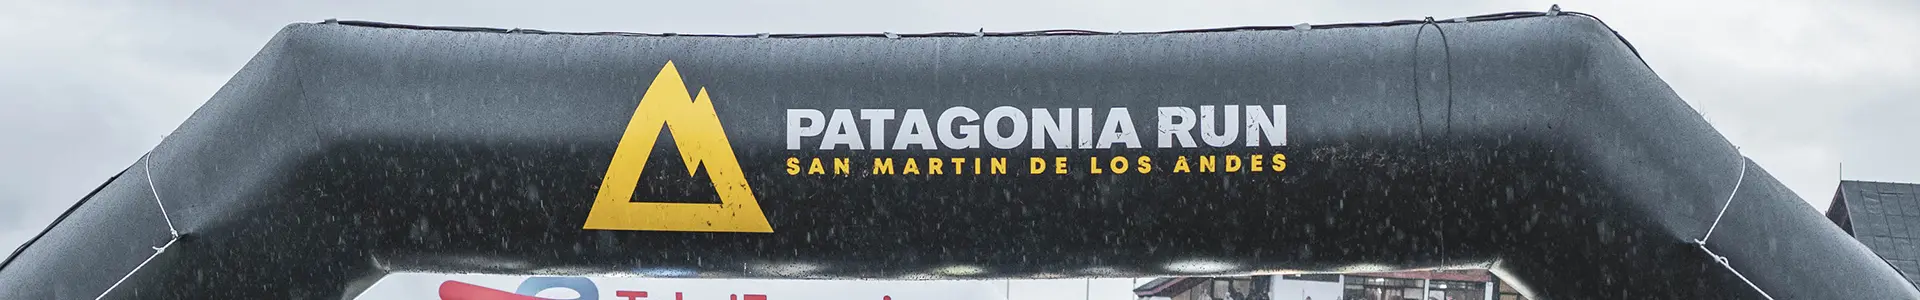 PATAGONIA RUN
SAN MARTIN DE LOS ANDES